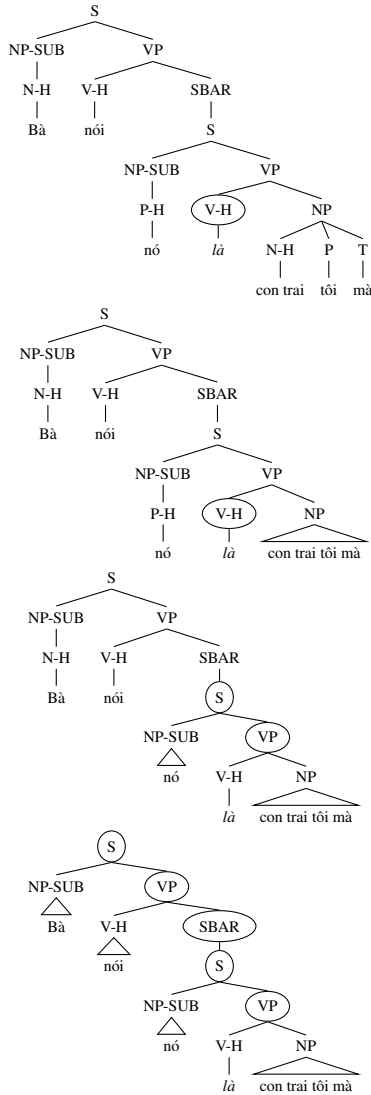 S
NP-SUB VP
N-H V-H SBAR
Bà nói S
NP-SUB VP
P-H V-H NP
nó là N-H P T
con trai tôi mà
S
NP-SUB VP
N-H V-H SBAR
Bà nói S
NP-SUB VP
P-H V-H NP
nó là con trai tôi mà
S
NP-SUB VP
N-H V-H SBAR
Bà nói S
NP-SUB VP
nó V-H NP
là con trai tôi mà
S
NP-SUB VP
Bà V-H SBAR
nói S
NP-SUB VP
nó V-H NP
là con trai tôi mà